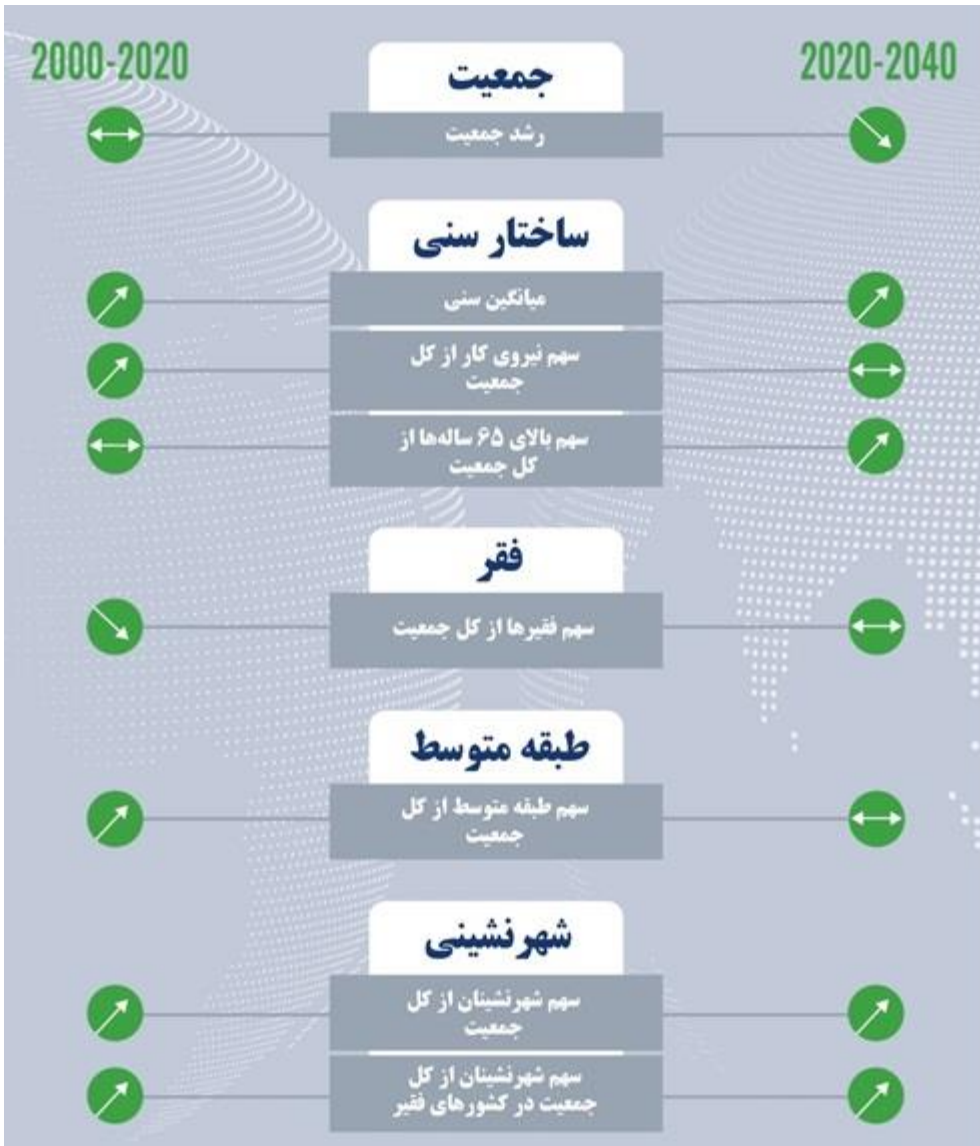 2000-2020
2020-2040
جمعیت
رشد جمعیت
ساختار سنی
میانگین سنی
سهم نیروی کار از کل
جمعیت
سهم بالای ۶۵ ساله‌ها از
کل جمعیت
فقر
سهم فقیرها از کل جمعیت
طبقه متوسط
سهم طبقه متوسط از کل
جمعیت
شهرنشینی
سهم شهرنشینان از کل
جمعیت
سهم شهرنشینان از کل
جمعیت در کشورهای فقیر